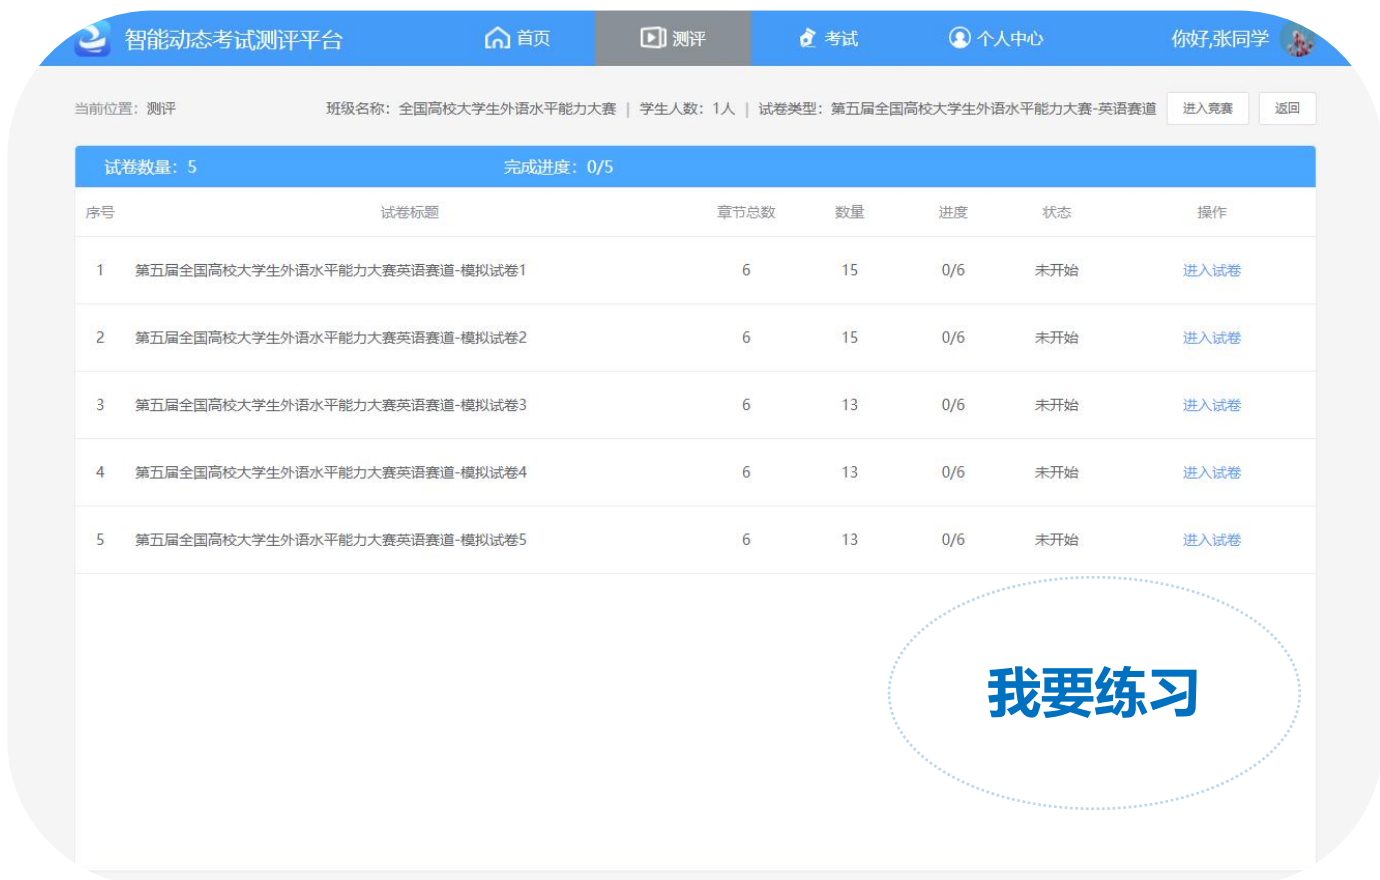 智能动态考试测评平台 首页 测评 考试 个人中心 你好,张同学
当前位置：测评 班级名称：全国高校大学生外语水平能力大赛 | 学生人数：1人 | 试卷类型：第五届全国高校大学生外语水平能力大赛-英语赛道 进入竞赛 返回
试卷数量：5 完成进度：0/5
序号 试卷标题 章节总数 数量 进度 状态 操作
1 第五届全国高校大学生外语水平能力大赛英语赛道-模拟试卷1 6 15 0/6 未开始 进入试卷
2 第五届全国高校大学生外语水平能力大赛英语赛道-模拟试卷2 6 15 0/6 未开始 进入试卷
3 第五届全国高校大学生外语水平能力大赛英语赛道-模拟试卷3 6 13 0/6 未开始 进入试卷
4 第五届全国高校大学生外语水平能力大赛英语赛道-模拟试卷4 6 13 0/6 未开始 进入试卷
5 第五届全国高校大学生外语水平能力大赛英语赛道-模拟试卷5 6 13 0/6 未开始 进入试卷
我要练习